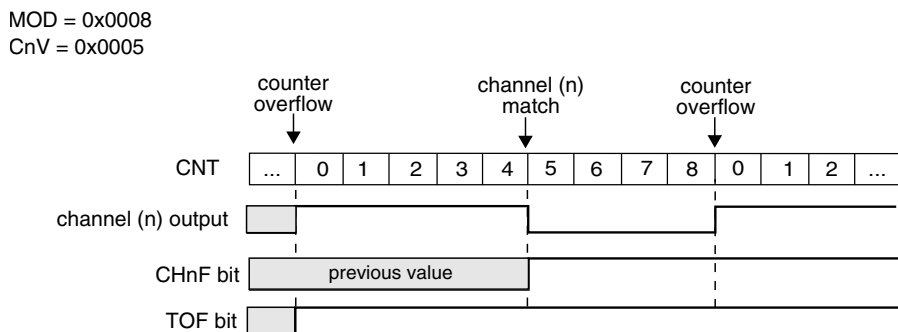 MOD = 0x0008
CnV = 0x0005
counter
overflow
channel (n)
match
counter
overflow
CNT ... 0 1 2 3 4 5 6 7 8 0 1 2 ...
channel (n) output
CHnF bit previous value
TOF bit